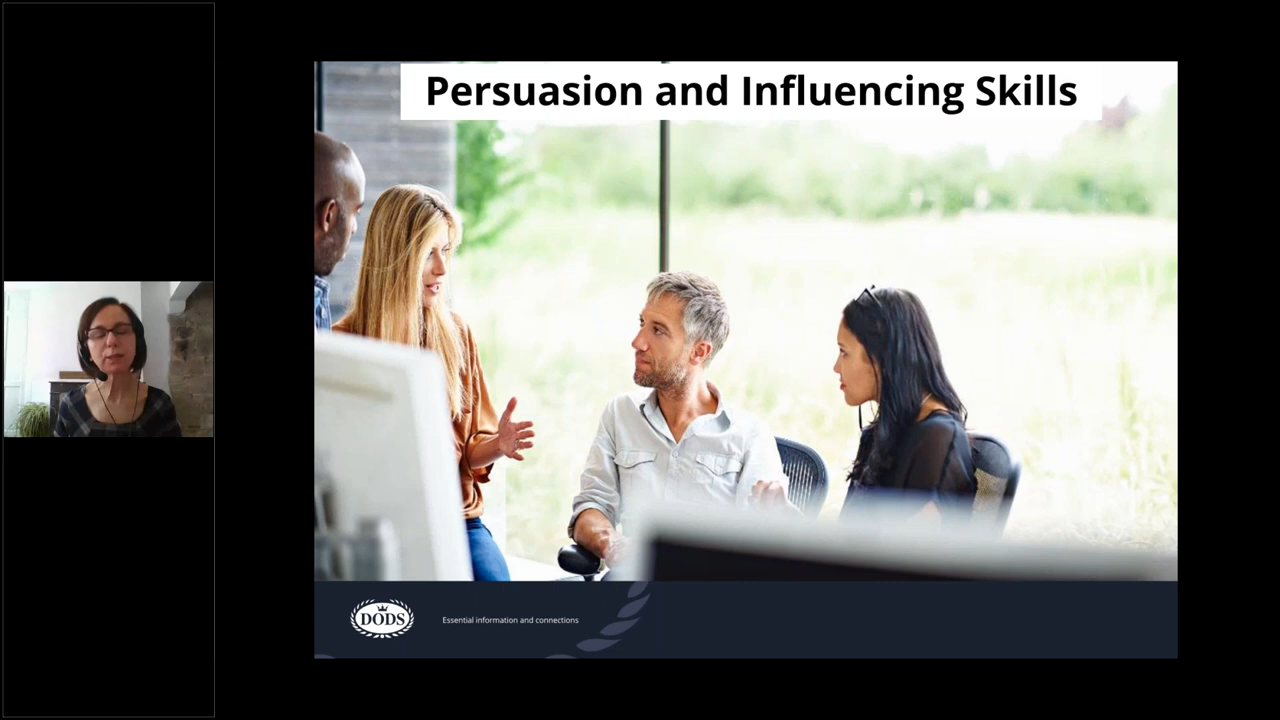 Persuasion and Influencing Skills
DODS
Essential information and connections